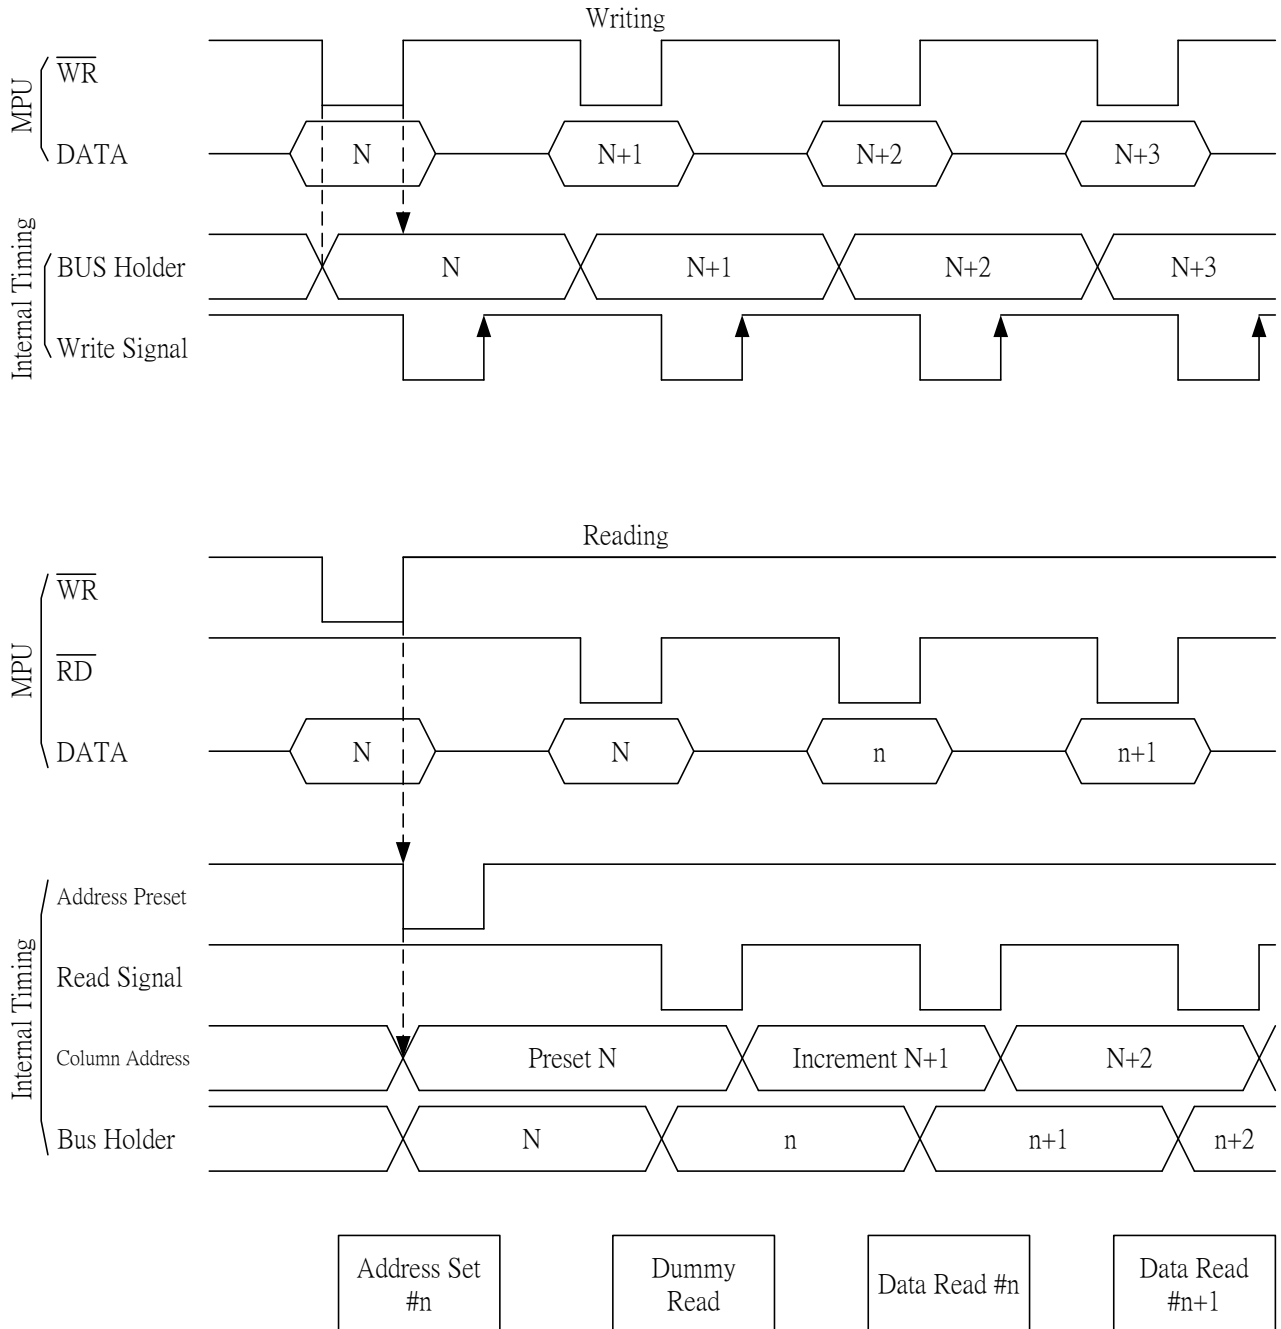 Writing
MPU
WR
DATA
N
N+1
N+2
N+3
Internal Timing
BUS Holder
N
N+1
N+2
N+3
Write Signal
Reading
MPU
WR
RD
DATA
N
N
n
n+1
Internal Timing
Address Preset
Read Signal
Column Address
Preset N
Increment N+1
N+2
Bus Holder
N
n
n+1
n+2
Address Set
#n
Dummy
Read
Data Read #n
Data Read
#n+1